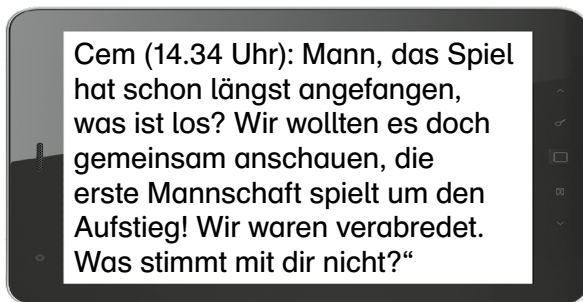 Cem (14.34 Uhr): Mann, das Spiel
hat schon längst angefangen,
was ist los? Wir wollten es doch
gemeinsam anschauen, die
erste Mannschaft spielt um den
Aufstieg! Wir waren verabredet.
Was stimmt mit dir nicht?“